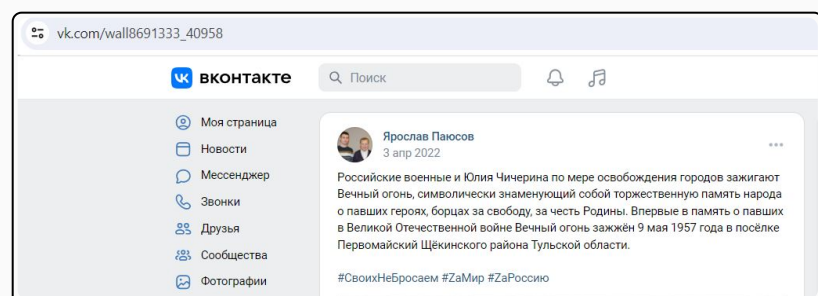 vk.com/wall8691333_40958
вконтакте
Поиск
Моя страница
Новости
Мессенджер
Звонки
Друзья
Сообщества
Фотографии
Ярослав Паюсов
3 апр 2022
Российские военные и Юлия Чичерина по мере освобождения городов зажигают
Вечный огонь, символически знаменующий собой торжественную память народа
о павших героях, борцах за свободу, за честь Родины. Впервые в память о павших
в Великой Отечественной войне Вечный огонь зажжён 9 мая 1957 года в посёлке
Первомайский Щёкинского района Тульской области.
#СвоихНеБросаем #ZаМир #ZаРоссию